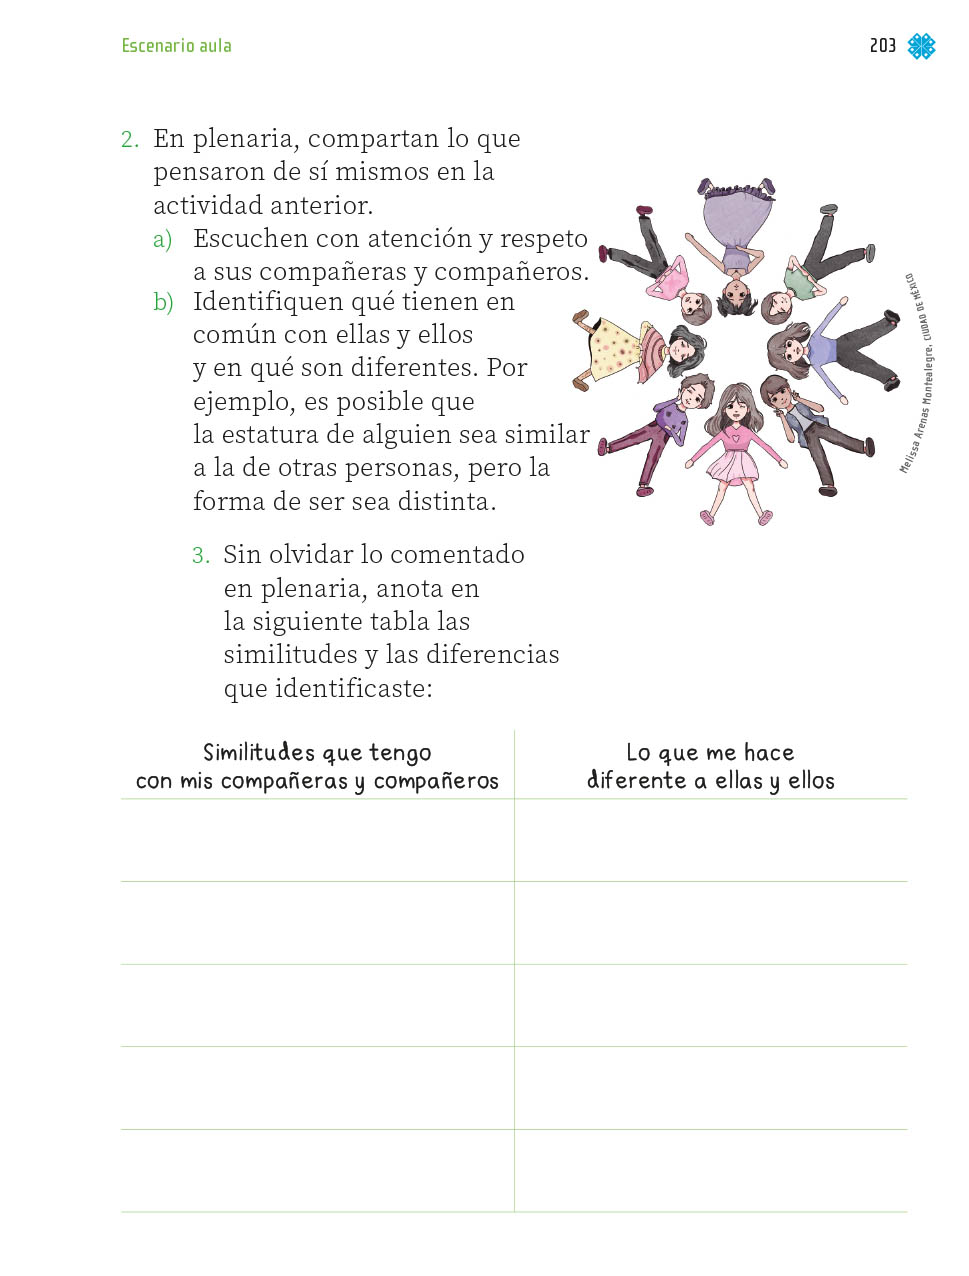 Escenario aula
203
2. En plenaria, compartan lo que
pensaron de sí mismos en la
actividad anterior.
a) Escuchen con atención y respeto
a sus compañeras y compañeros.
b) Identifiquen qué tienen en
común con ellas y ellos
y en qué son diferentes. Por
ejemplo, es posible que
la estatura de alguien sea similar
a la de otras personas, pero la
forma de ser sea distinta.
Melissa Arenas Montealegre, CIUDAD DE MÉXICO
3. Sin olvidar lo comentado
en plenaria, anota en
la siguiente tabla las
similitudes y las diferencias
que identificaste:
Similitudes que tengo
con mis compañeras y compañeros
Lo que me hace
diferente a ellas y ellos